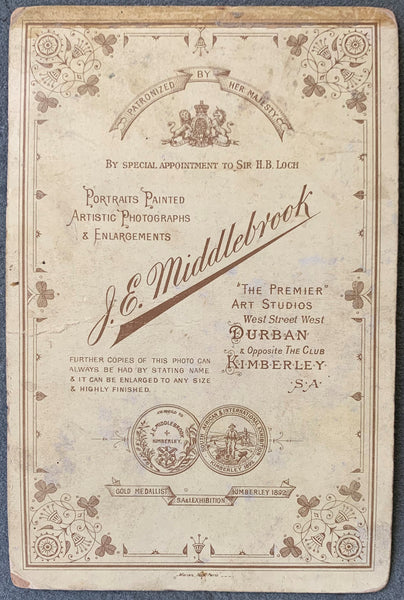 PATRONIZED BY HER MAJESTY
BY SPECIAL APPOINTMENT TO SIR H.B. LOCH
PORTRAITS PAINTED
ARTISTIC PHOTOGRAPHS
& ENLARGEMENTS
J.E. Middlebrook
"THE PREMIER"
ART STUDIOS
West Street West
DURBAN
& Opposite THE CLUB
KIMBERLEY
S.A
FURTHER COPIES OF THIS PHOTO CAN
ALWAYS BE HAD BY STATING NAME
& IT CAN BE ENLARGED TO ANY SIZE
& HIGHLY FINISHED.
AWARDED TO
J.E. MIDDLEBROOK
KIMBERLEY.
SOUTH AFRICAN & INTERNATIONAL EXHIBITION
KIMBERLEY 1892
GOLD MEDALLIST
S.A & I. EXHIBITION
KIMBERLEY 1892